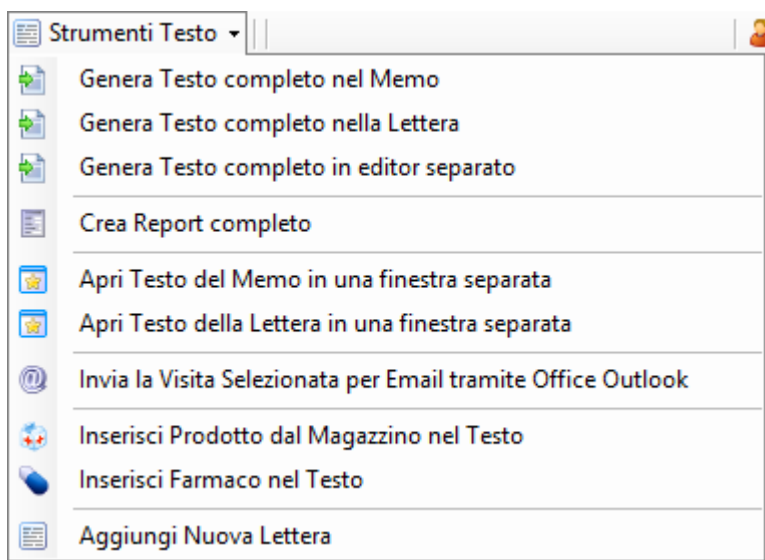 Strumenti Testo
Genera Testo completo nel Memo
Genera Testo completo nella Lettera
Genera Testo completo in editor separato
Crea Report completo
Apri Testo del Memo in una finestra separata
Apri Testo della Lettera in una finestra separata
Invia la Visita Selezionata per Email tramite Office Outlook
Inserisci Prodotto dal Magazzino nel Testo
Inserisci Farmaco nel Testo
Aggiungi Nuova Lettera